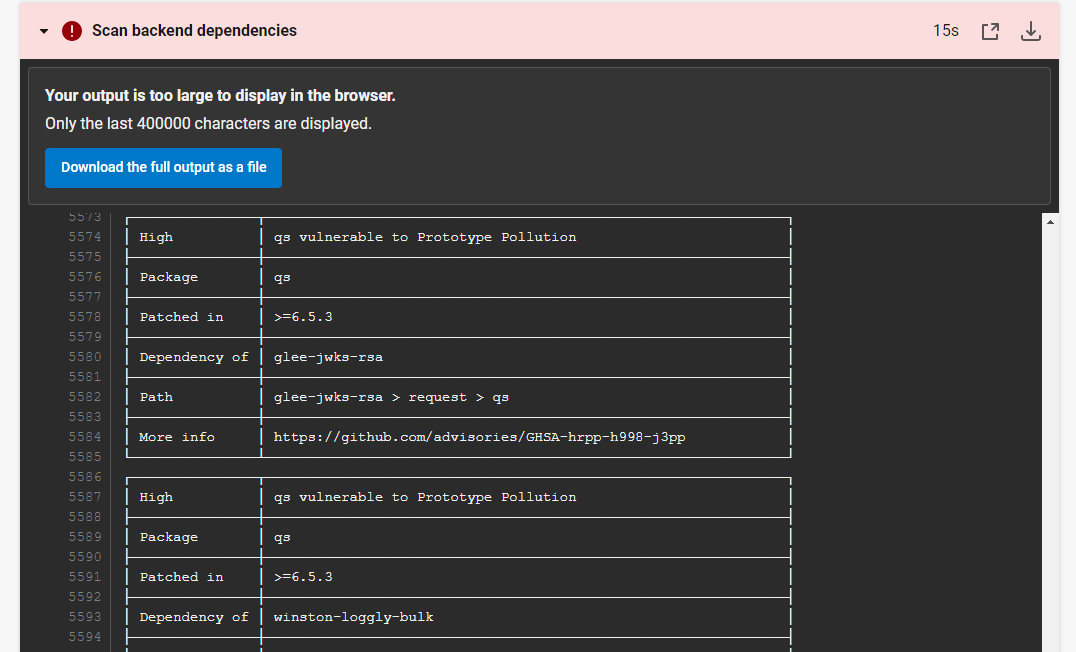 Scan backend dependencies 15s
Your output is too large to display in the browser.
Only the last 400000 characters are displayed.
Download the full output as a file
5573
5574 High qs vulnerable to Prototype Pollution
5575
5576 Package qs
5577
5578 Patched in >=6.5.3
5579
5580 Dependency of glee-jwks-rsa
5581
5582 Path glee-jwks-rsa > request > qs
5583
5584 More info https://github.com/advisories/GHSA-hrpp-h998-j3pp
5585
5586
5587 High qs vulnerable to Prototype Pollution
5588
5589 Package qs
5590
5591 Patched in >=6.5.3
5592
5593 Dependency of winston-loggly-bulk
5594